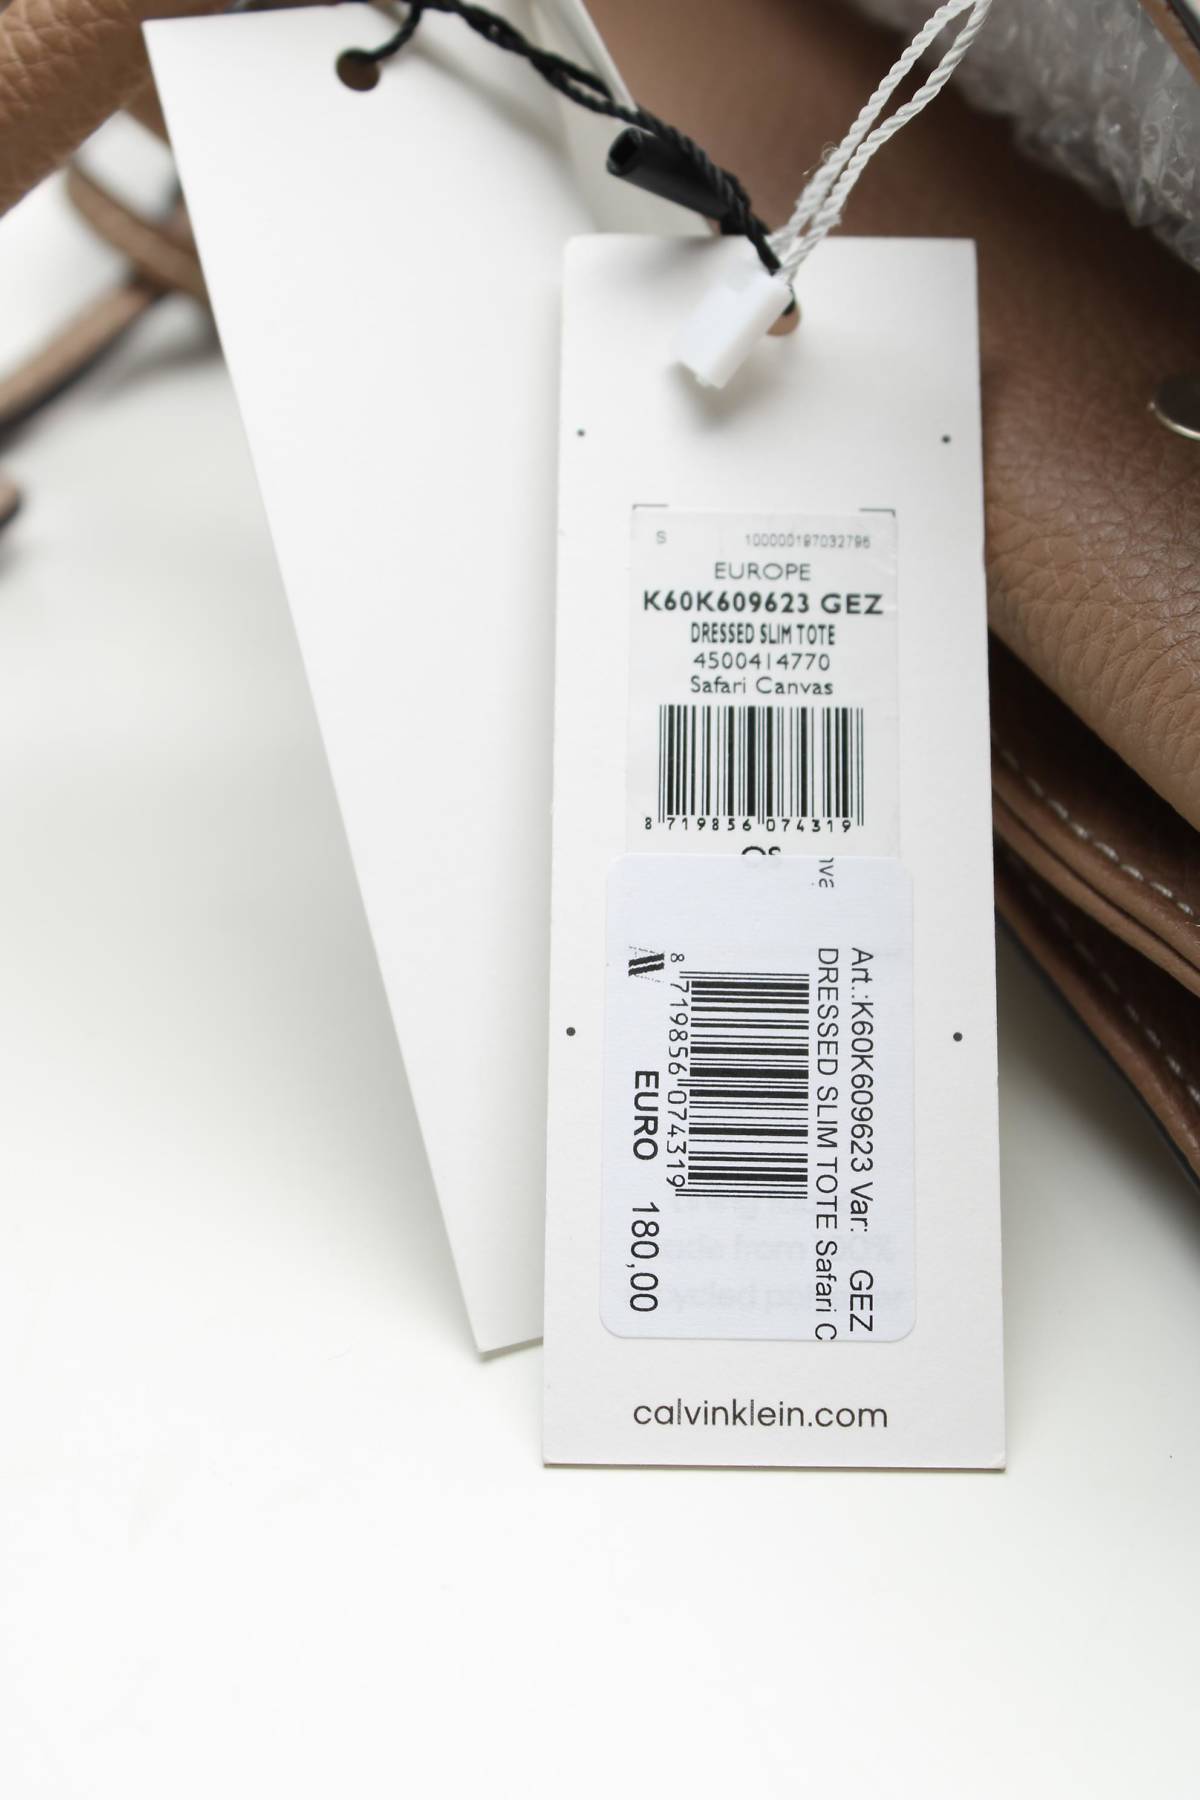 S 100000197032796
EUROPE
K60K609623 GEZ
DRESSED SLIM TOTE
4500414770
Safari Canvas
8 719856 074319
Art.:K60K609623 Var: GEZ
DRESSED SLIM TOTE Safari C
nva
8 719856 074319
EURO 180,00
calvinklein.com